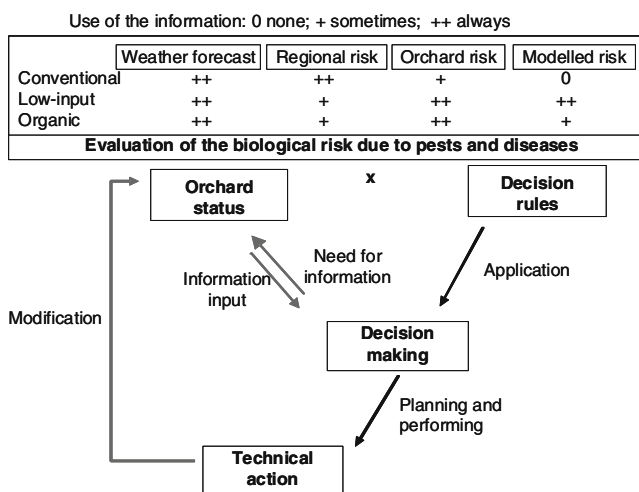 Use of the information: 0 none; + sometimes; ++ always
Weather forecast Regional risk Orchard risk Modelled risk
Conventional ++ ++ + 0
Low-input ++ + ++ ++
Organic ++ + ++ +
Evaluation of the biological risk due to pests and diseases
Orchard
status
x
Decision
rules
Need for
information
Information
input
Application
Modification
Decision
making
Planning and
performing
Technical
action